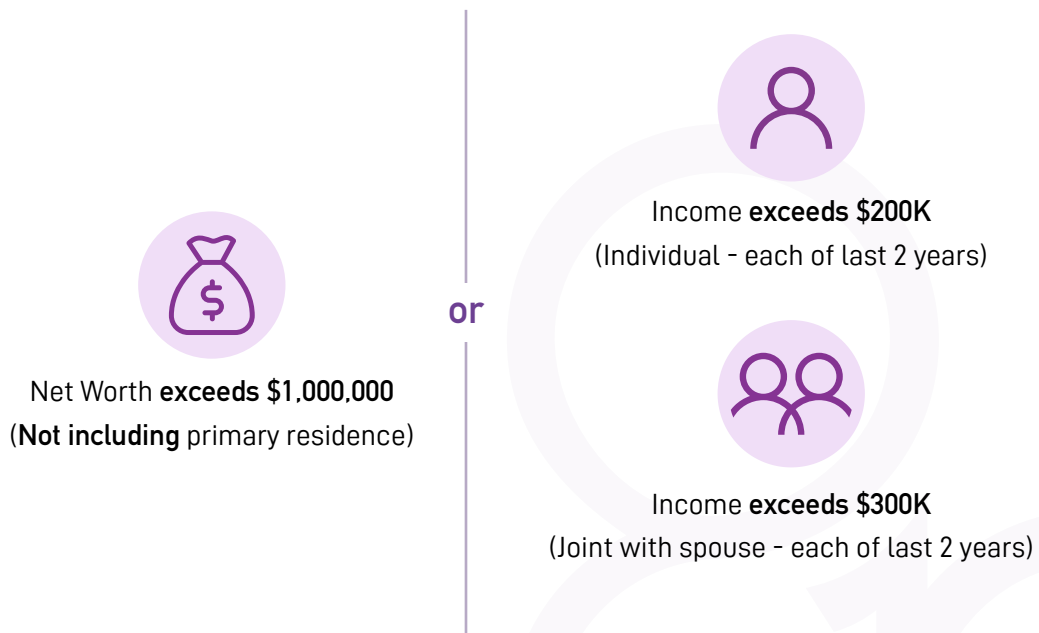 $
Net Worth exceeds $1,000,000
(Not including primary residence)
or
Income exceeds $200K
(Individual - each of last 2 years)
Income exceeds $300K
(Joint with spouse - each of last 2 years)